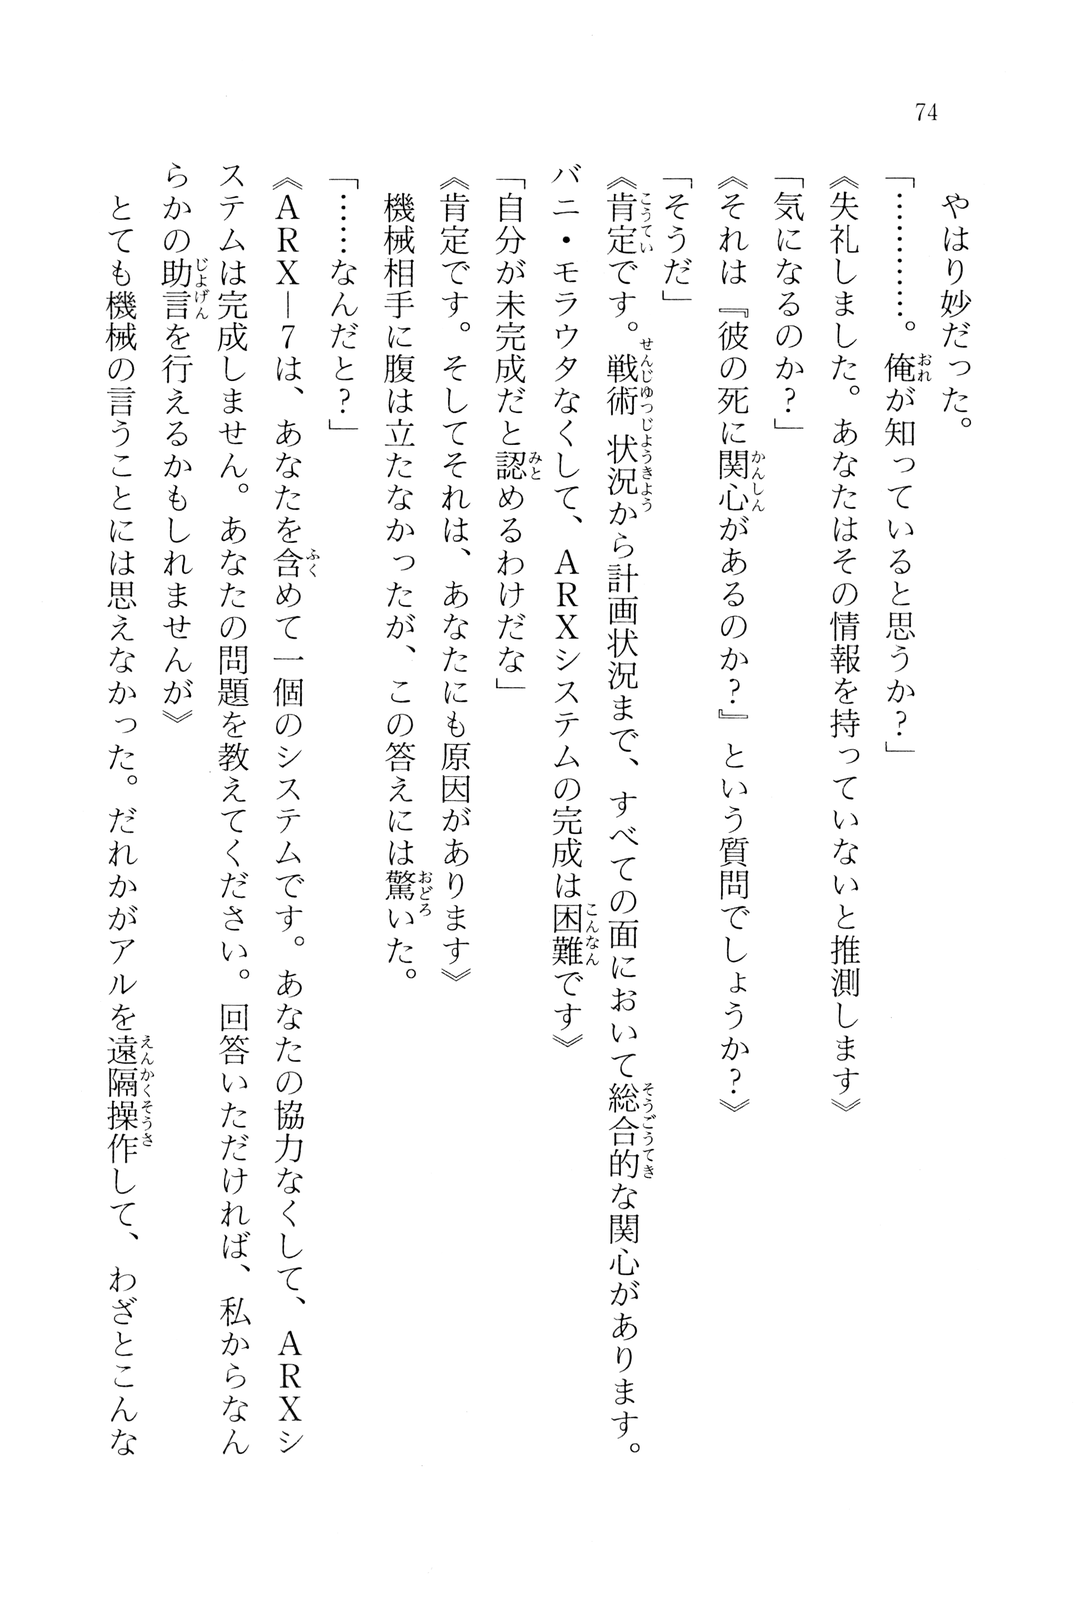 74
やはり妙だった。
「…………。俺が知っていると思うか?」
《失礼しました。あなたはその情報を持っていないと推測します》
「気になるのか?」
《それは『彼の死に関心があるのか?』という質問でしょうか?》
「そうだ」
《肯定です。戦術状況から計画状況まで、すべての面において総合的な関心があります。
バニ・モラウタなくして、ARXシステムの完成は困難です》
「自分が未完成だと認めるわけだな」
《肯定です。そしてそれは、あなたにも原因があります》
機械相手に腹は立たなかったが、この答えには驚いた。
「……なんだと?」
《ARX―7は、あなたを含めて一個のシステムです。あなたの協力なくして、ARXシ
ステムは完成しません。あなたの問題を教えてください。回答いただければ、私からなん
らかの助言を行えるかもしれませんが》
とても機械の言うことには思えなかった。だれかがアルを遠隔操作して、わざとこんな